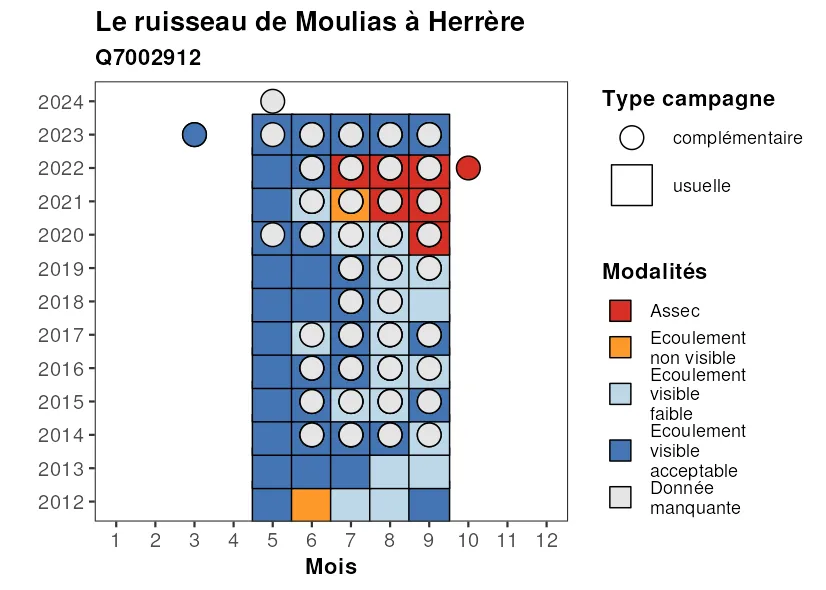 Le ruisseau de Moulias à Herrère
Q7002912
2024
2023
2022
2021
2020
2019
2018
2017
2016
2015
2014
2013
2012
1 2 3 4 5 6 7 8 9 10 11 12
Mois
Type campagne
complémentaire
usuelle
Modalités
Assec
Ecoulement
non visible
Ecoulement
visible
faible
Ecoulement
visible
acceptable
Donnée
manquante